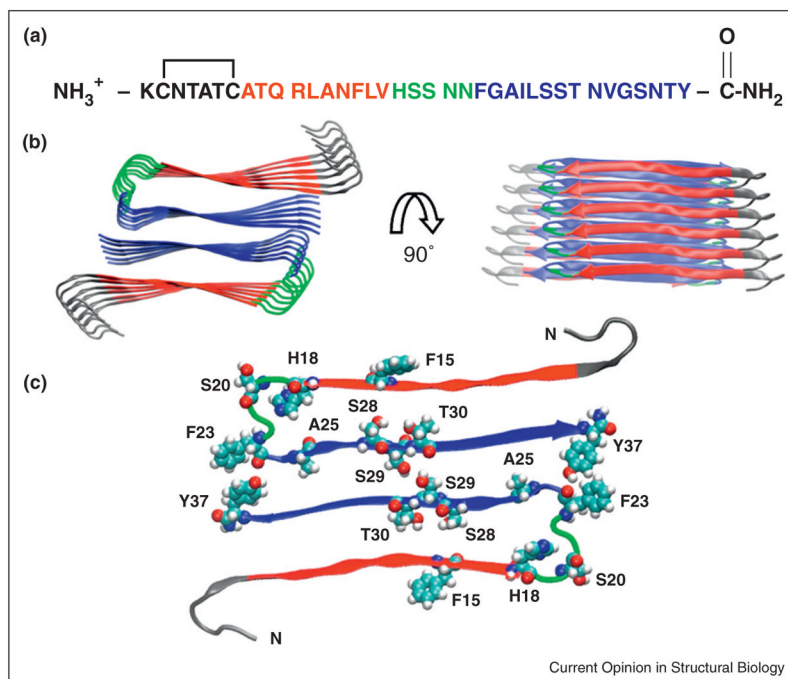 (a)
O
NH3+ – KCNTATCATQ RLANFLVHSS NNFGAILSST NVGSNTY – C-NH2
(b)
90°
(c)
N
H18
F15
S20
S28
T30
F23
A25
Y37
S29
S29
A25
Y37
F23
T30
S28
F15
H18
S20
N
Current Opinion in Structural Biology